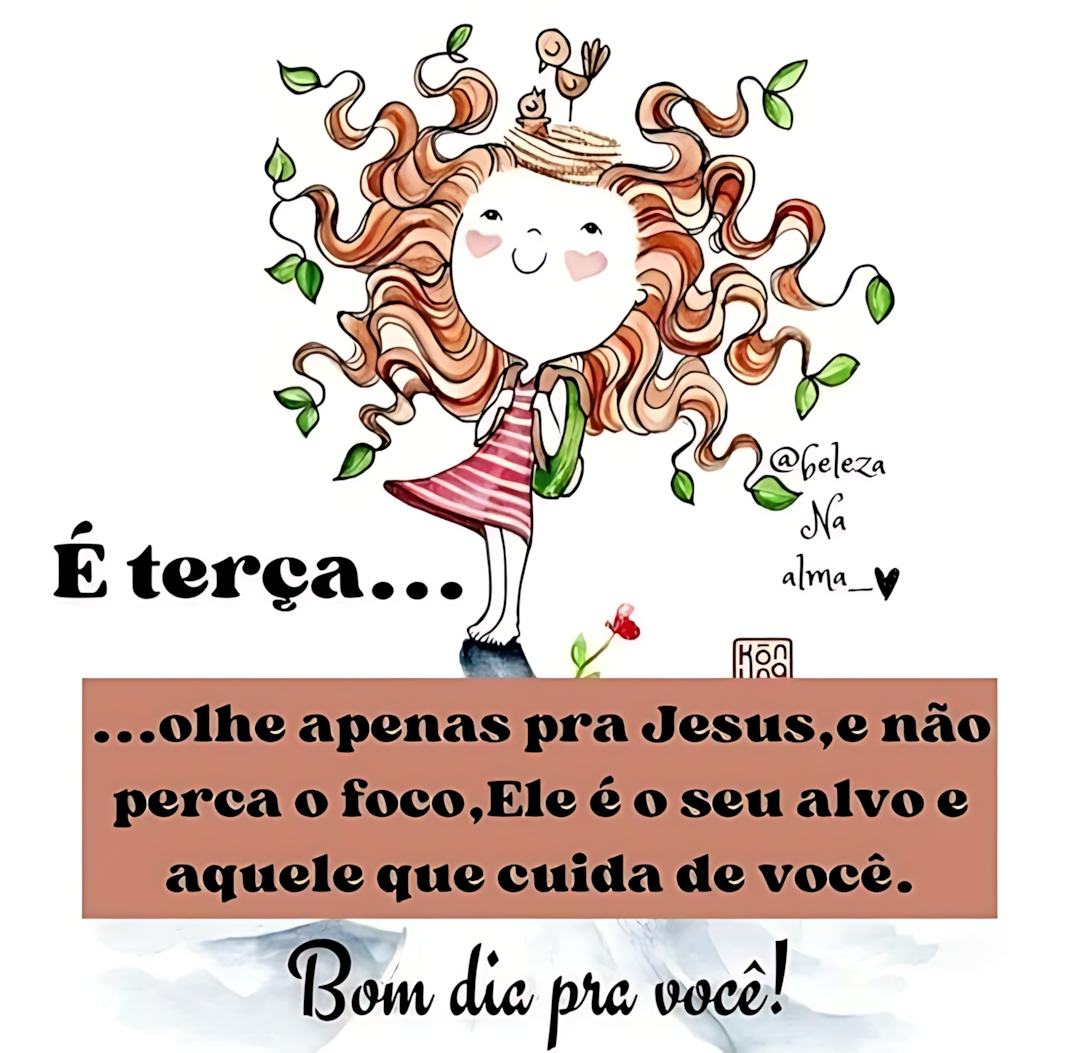 @beleza
Na
alma_♥
É terça...
Kōn
...olhe apenas pra Jesus,e não
perca o foco,Ele é o seu alvo e
aquele que cuida de você.
Bom dia pra você!